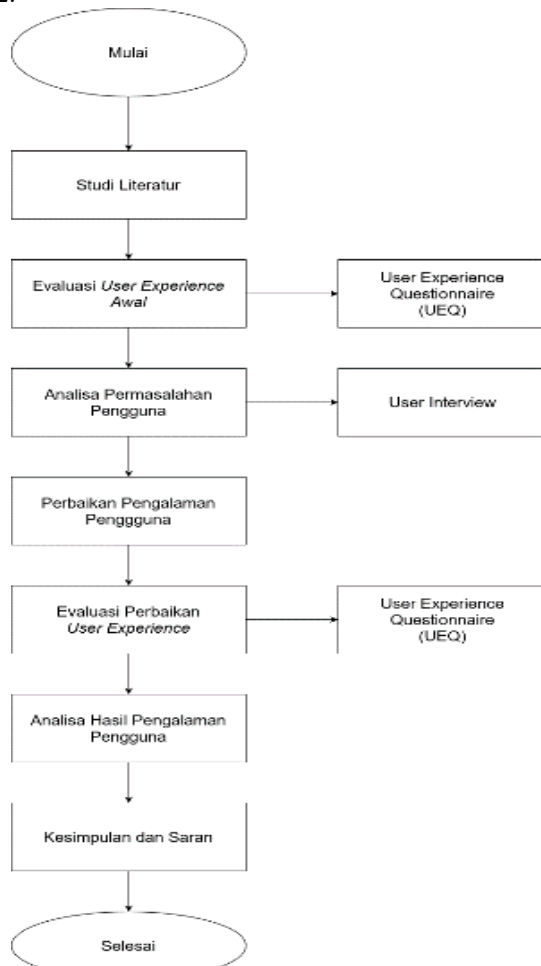 Mulai
Studi Literatur
Evaluasi User Experience
Awal
User Experience
Questionnaire
(UEQ)
Analisa Permasalahan
Pengguna
User Interview
Perbaikan Pengalaman
Penggguna
Evaluasi Perbaikan
User Experience
User Experience
Questionnaire
(UEQ)
Analisa Hasil Pengalaman
Pengguna
Kesimpulan dan Saran
Selesai